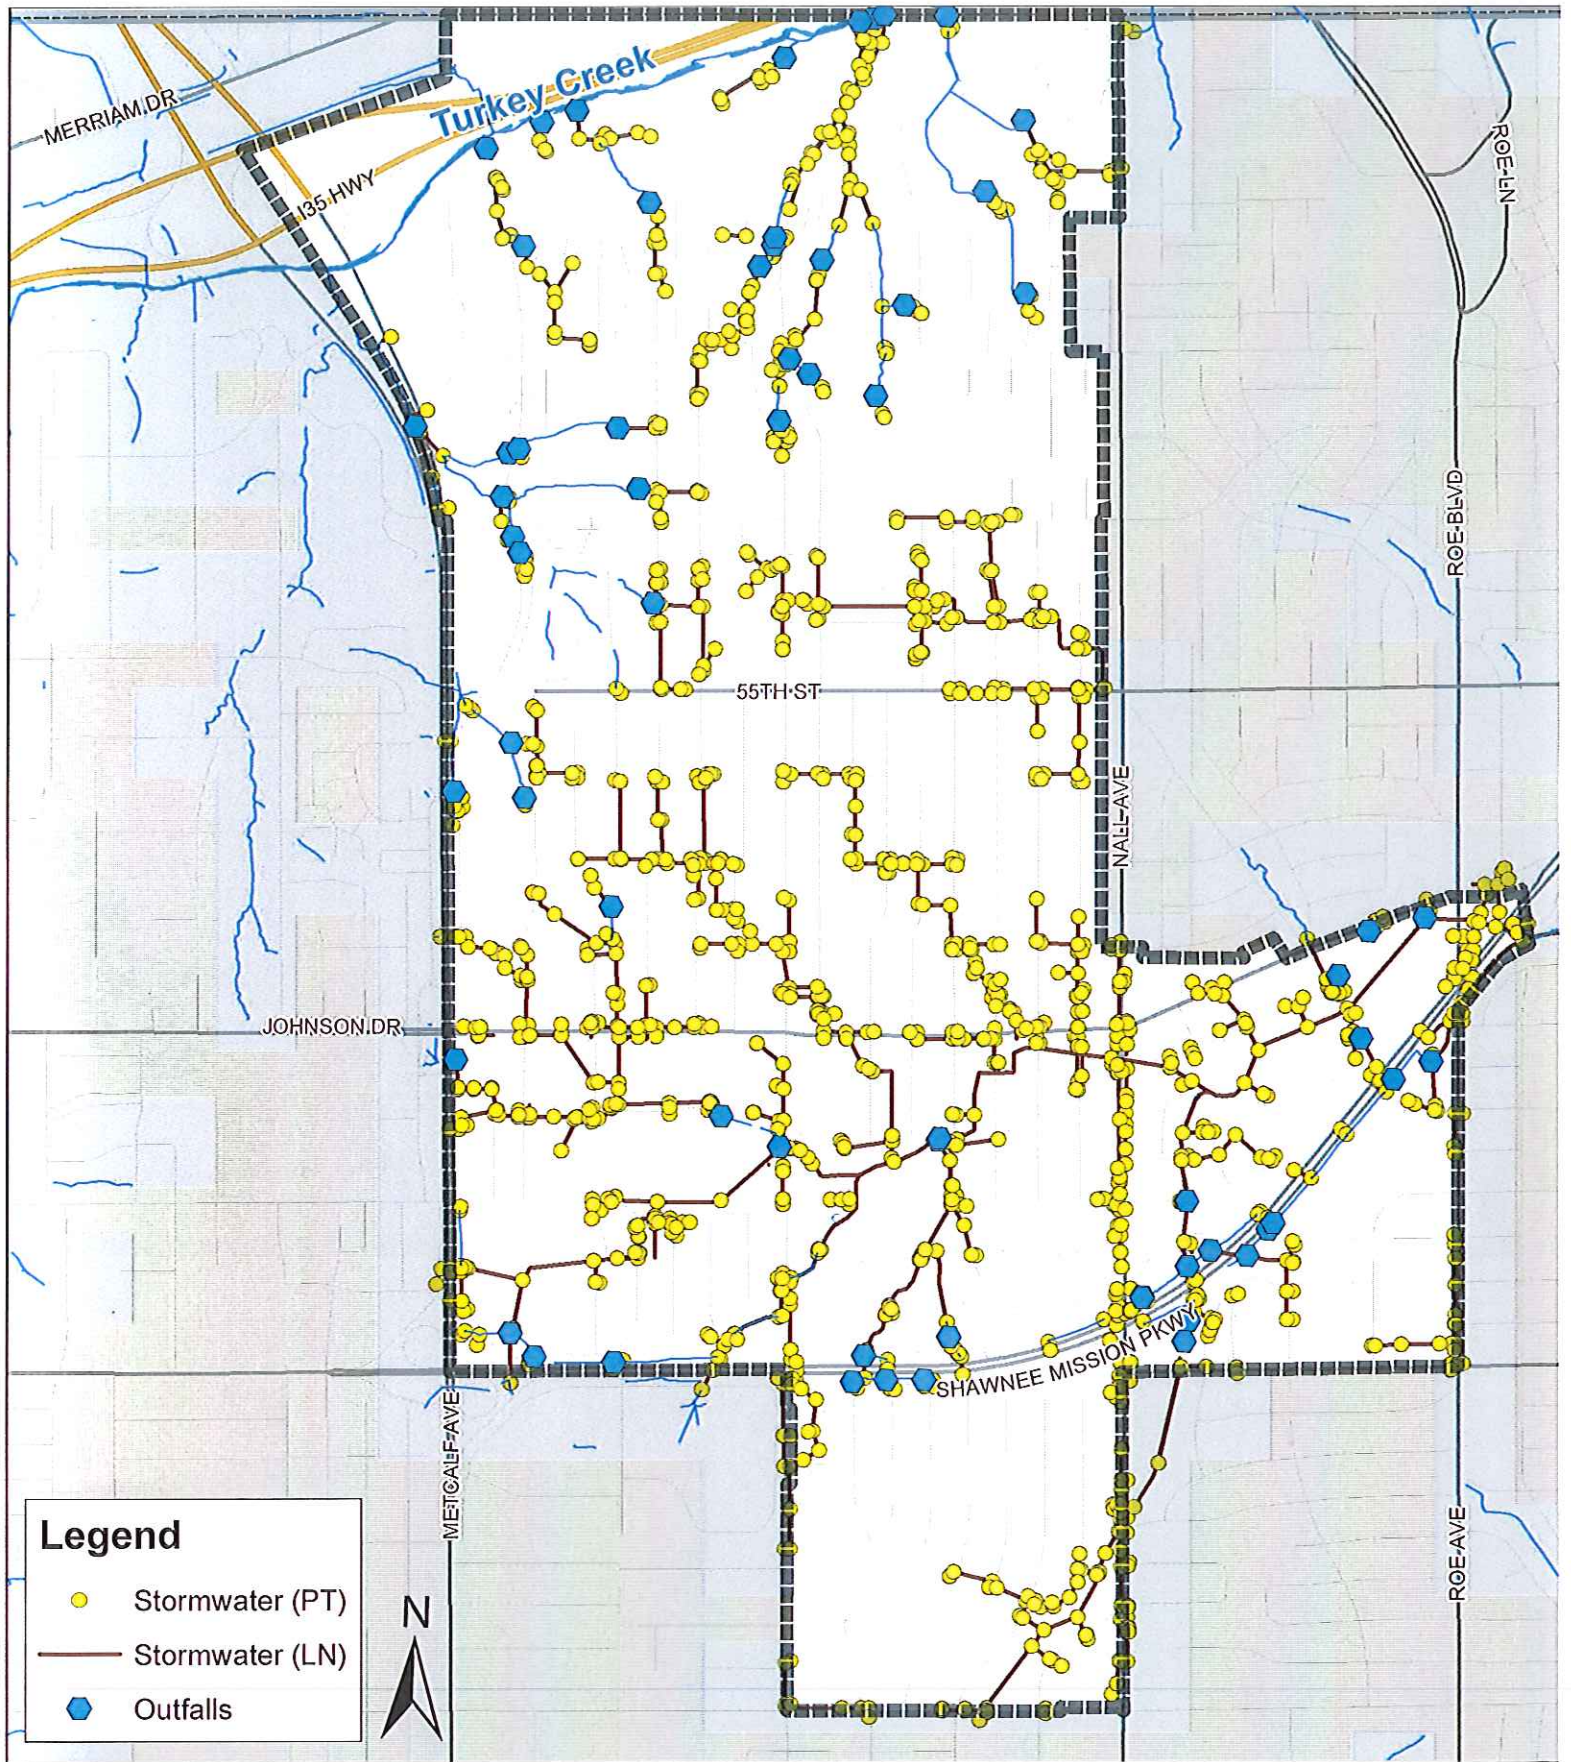 Turkey Creek
MERRIAM DR
I35 HWY
ROE LN
ROE BLVD
55TH ST
NALL AVE
JOHNSON DR
SHAWNEE MISSION PKWY
METCALF AVE
ROE AVE
Legend
Stormwater (PT)
Stormwater (LN)
Outfalls
N